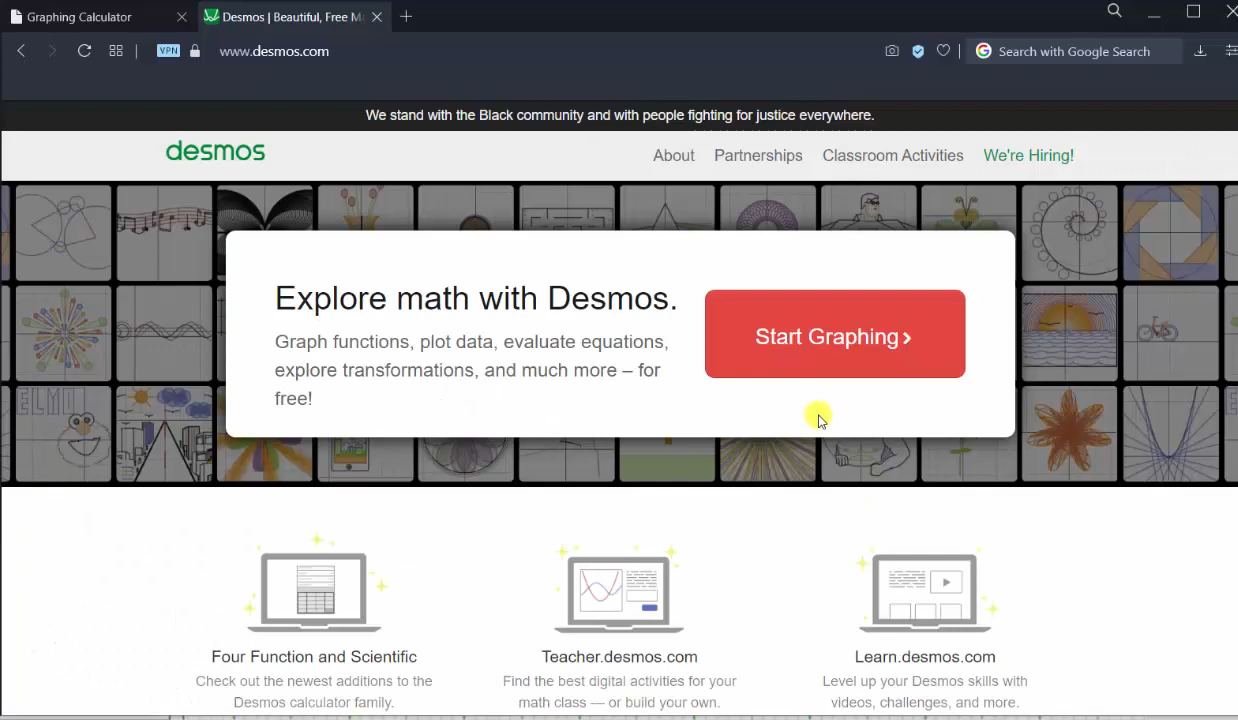 Graphing Calculator
Desmos | Beautiful, Free M
VPN
www.desmos.com
G
Search with Google Search
We stand with the Black community and with people fighting for justice everywhere.
desmos
About
Partnerships
Classroom Activities
We're Hiring!
Explore math with Desmos.
Graph functions, plot data, evaluate equations,
explore transformations, and much more – for
free!
Start Graphing
ELMO
Four Function and Scientific
Check out the newest additions to the
Desmos calculator family.
Teacher.desmos.com
Find the best digital activities for your
math class — or build your own.
Learn.desmos.com
Level up your Desmos skills with
videos, challenges, and more.